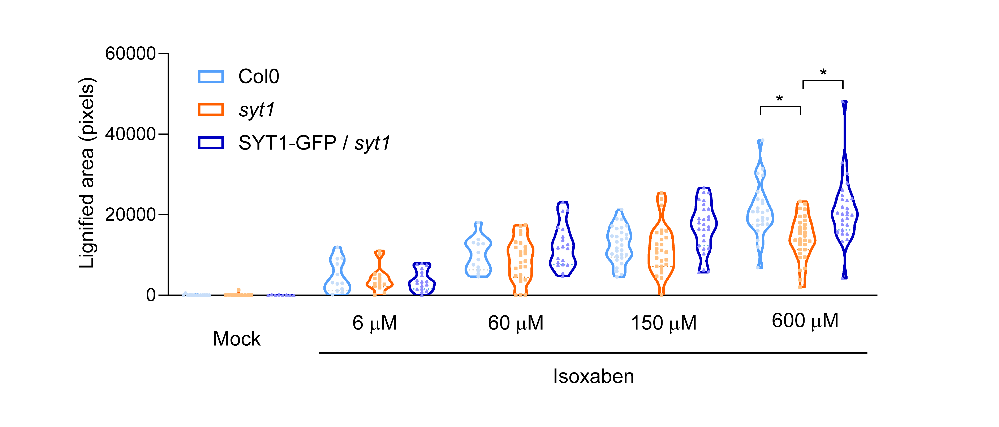 60000
40000
20000
0
Lignified area (pixels)
Col0
syt1
SYT1-GFP / syt1
*
*
Mock
6 μM
60 μM
150 μM
600 μM
Isoxaben